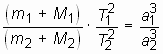 (m₁ + M₁) / (m₂ + M₂) · T₁² / T₂² = a₁³ / a₂³